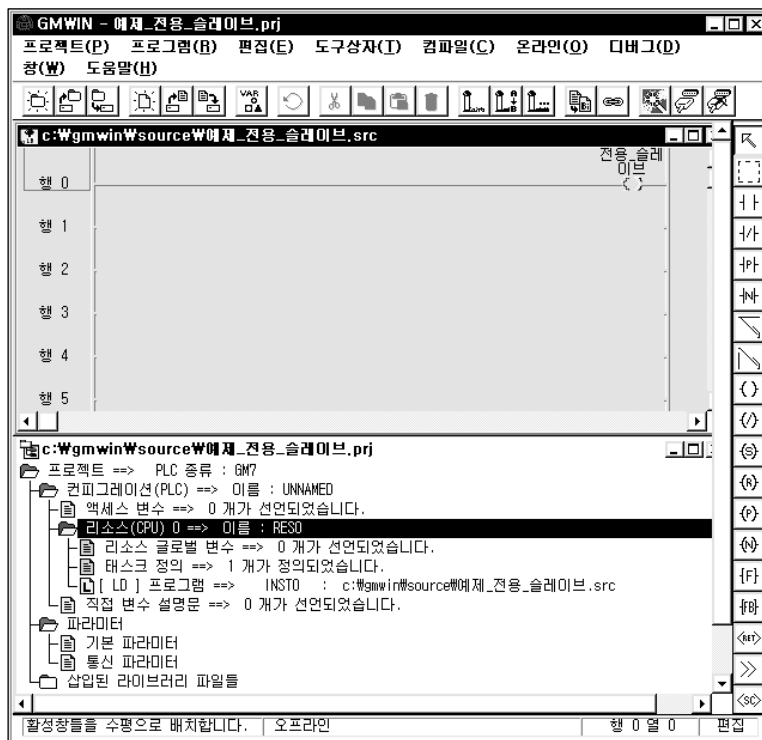 GMWIN - 예제_전용_슬레이브.prj
프로젝트(P) 프로그램(R) 편집(E) 도구상자(T) 컴파일(C) 온라인(O) 디버그(D)
창(W) 도움말(H)
VAR
c:\gmwin\source\예제_전용_슬레이브.src
전용_슬레
이브
행 0
행 1
행 2
행 3
행 4
행 5
c:\gmwin\source\예제_전용_슬레이브.prj
프로젝트 ==> PLC 종류 : GM7
컨피그레이션(PLC) ==> 이름 : UNNAMED
액세스 변수 ==> 0 개가 선언되었습니다.
리소스(CPU) 0 ==> 이름 : RES0
리소스 글로벌 변수 ==> 0 개가 선언되었습니다.
태스크 정의 ==> 1 개가 정의되었습니다.
L [ LD ] 프로그램 ==> INST0 : c:\gmwin\source\예제_전용_슬레이브.src
직접 변수 설명문 ==> 0 개가 선언되었습니다.
파라미터
기본 파라미터
통신 파라미터
삽입된 라이브러리 파일들
P
N
( )
(/)
(S)
(R)
(P)
(N)
{F}
{FB}
<RET>
>>
<SC>
활성창들을 수평으로 배치합니다. 오프라인 행 0 열 0 편집